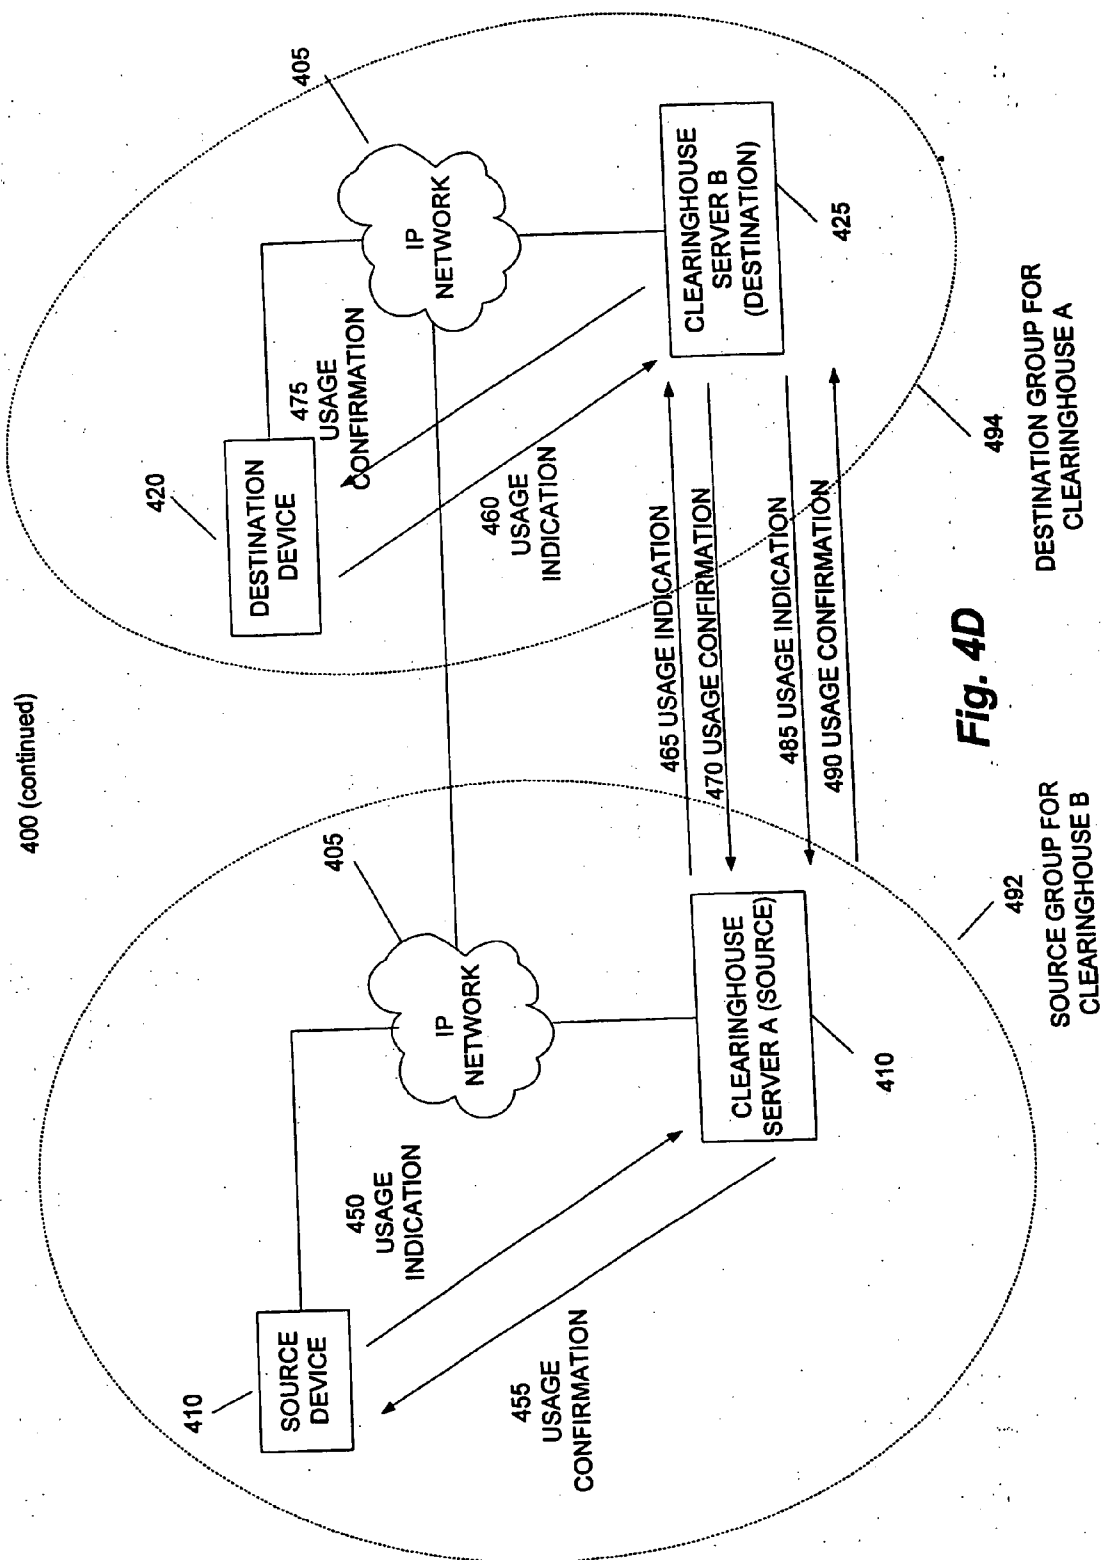 400 (continued)
410
SOURCE
DEVICE
450
USAGE
INDICATION
455
USAGE
CONFIRMATION
405
IP
NETWORK
CLEARINGHOUSE
SERVER A (SOURCE)
410
420
DESTINATION
DEVICE
475
USAGE
CONFIRMATION
460
USAGE
INDICATION
405
IP
NETWORK
CLEARINGHOUSE
SERVER B
(DESTINATION)
425
465 USAGE INDICATION
470 USAGE CONFIRMATION
485 USAGE INDICATION
490 USAGE CONFIRMATION
492
SOURCE GROUP FOR
CLEARINGHOUSE B
494
DESTINATION GROUP FOR
CLEARINGHOUSE A
Fig. 4D